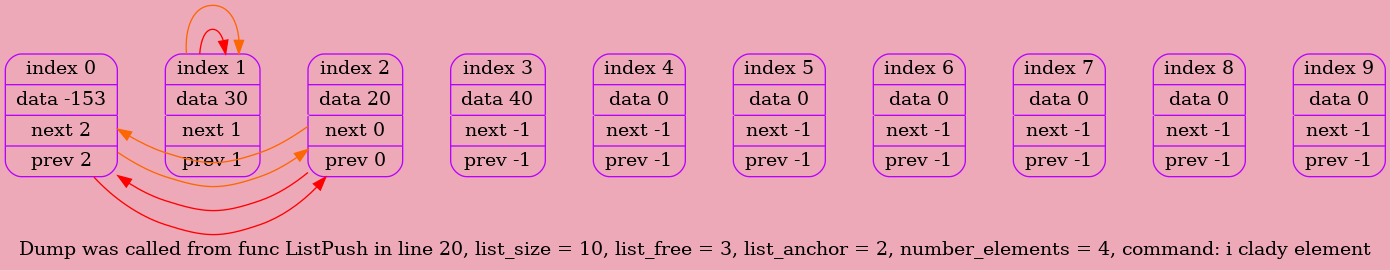 index 0
data -153
next 2
prev 2
index 1
data 30
next 1
prev 1
index 2
data 20
next 0
prev 0
index 3
data 40
next -1
prev -1
index 4
data 0
next -1
prev -1
index 5
data 0
next -1
prev -1
index 6
data 0
next -1
prev -1
index 7
data 0
next -1
prev -1
index 8
data 0
next -1
prev -1
index 9
data 0
next -1
prev -1
Dump was called from func ListPush in line 20, list_size = 10, list_free = 3, list_anchor = 2, number_elements = 4, command: i clady element